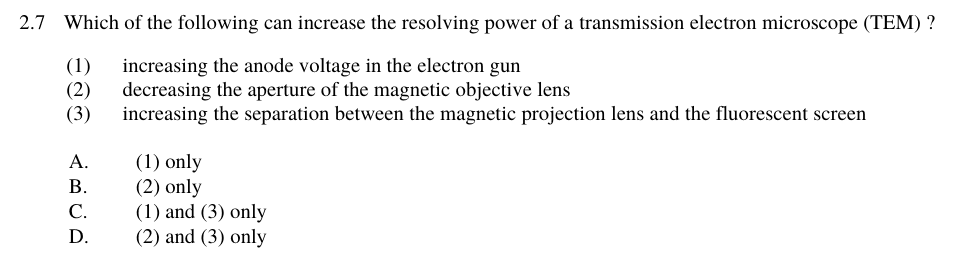 2.7 Which of the following can increase the resolving power of a transmission electron microscope (TEM) ?
(1) increasing the anode voltage in the electron gun
(2) decreasing the aperture of the magnetic objective lens
(3) increasing the separation between the magnetic projection lens and the fluorescent screen
A. (1) only
B. (2) only
C. (1) and (3) only
D. (2) and (3) only